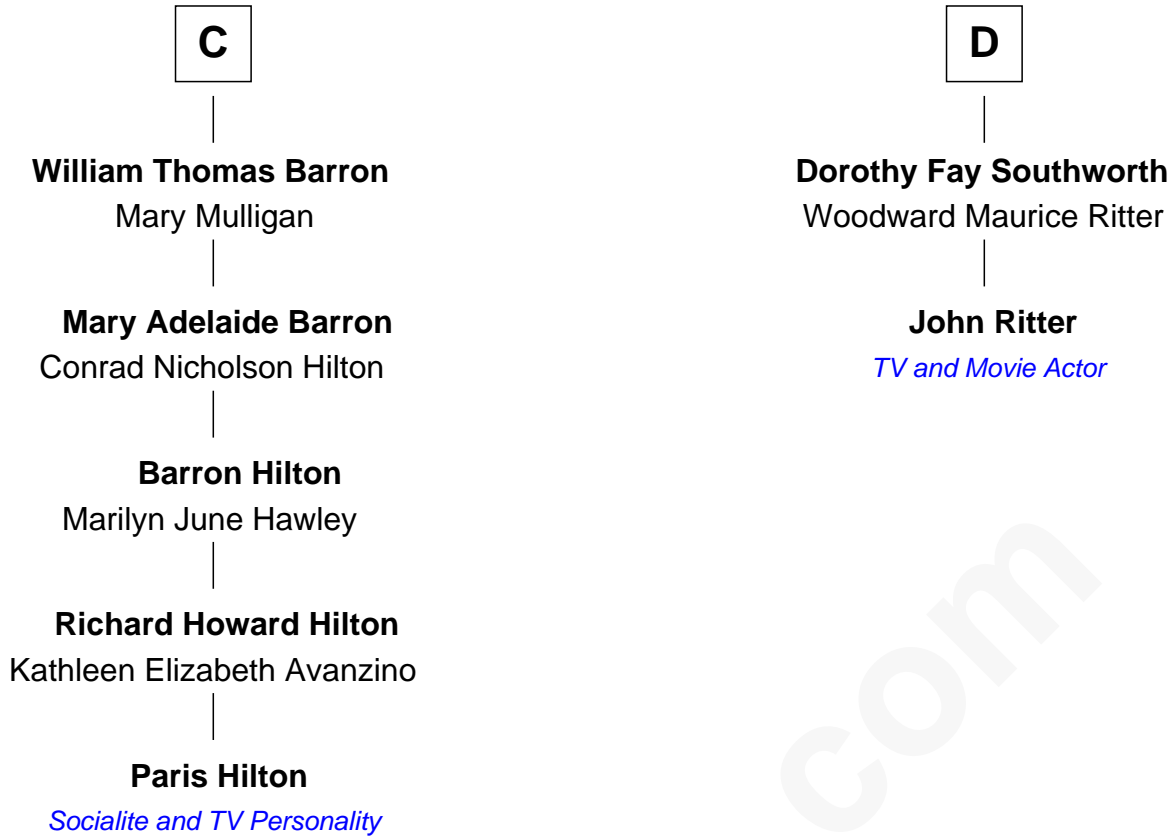 C
William Thomas Barron
Mary Mulligan
Mary Adelaide Barron
Conrad Nicholson Hilton
Barron Hilton
Marilyn June Hawley
Richard Howard Hilton
Kathleen Elizabeth Avanzino
Paris Hilton
Socialite and TV Personality
D
Dorothy Fay Southworth
Woodward Maurice Ritter
John Ritter
TV and Movie Actor
com